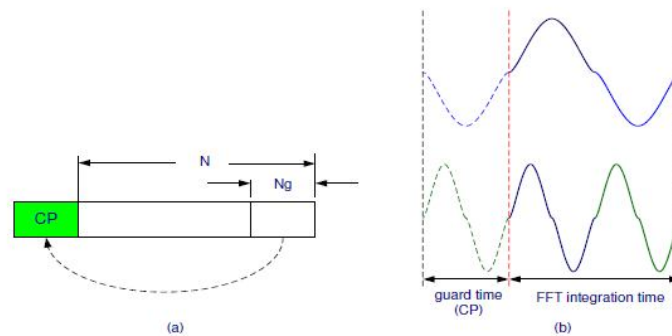 N
Ng
CP
guard time
(CP)
FFT integration time
(a)
(b)